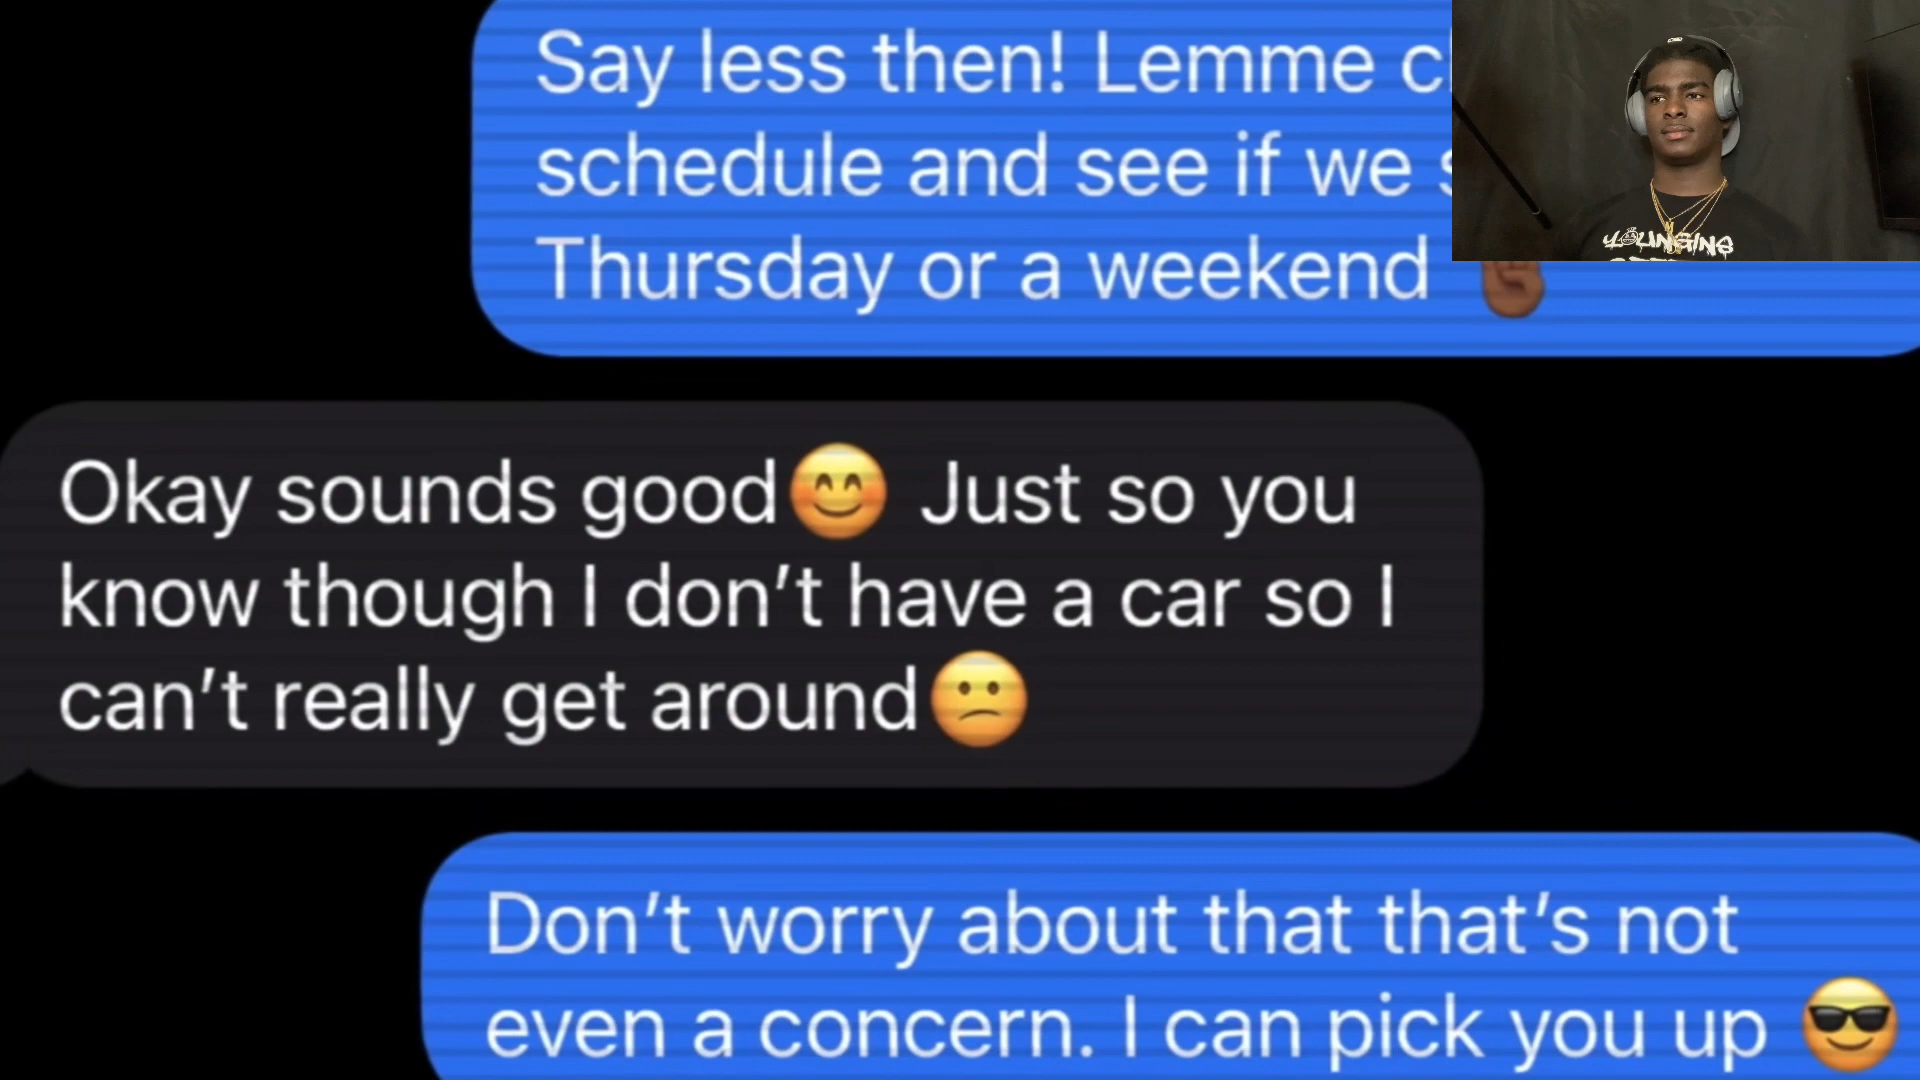 Say less then! Lemme
schedule and see if we
Thursday or a weekend
YOUNGINS
Okay sounds good😊 Just so you
know though I don’t have a car so I
can’t really get around😕
Don’t worry about that that’s not
even a concern. I can pick you up 😎